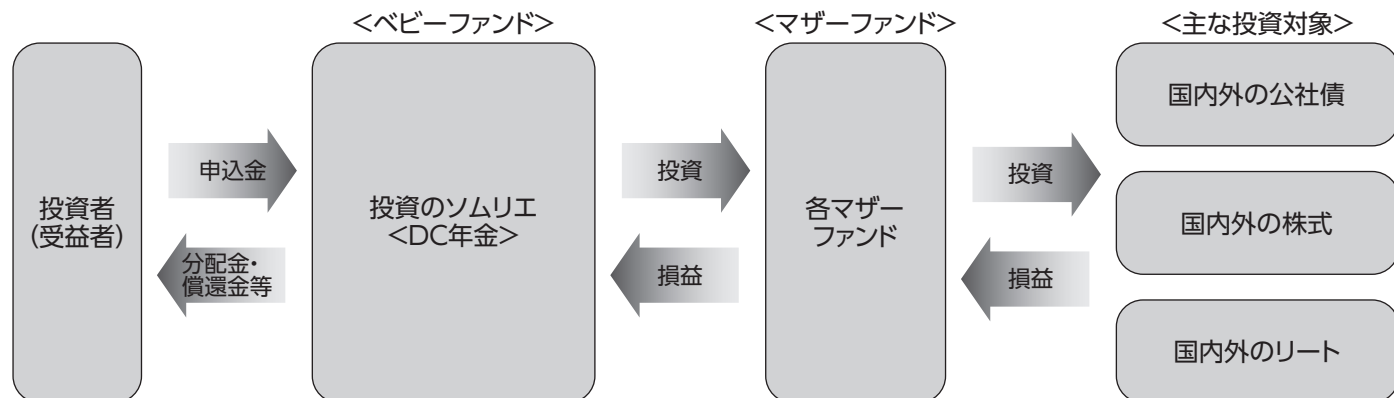 <ベビーファンド>
<マザーファンド>
<主な投資対象>
投資者
(受益者)
申込金
分配金・
償還金等
投資のソムリエ
<DC年金>
投資
損益
各マザー
ファンド
投資
損益
国内外の公社債
国内外の株式
国内外のリート